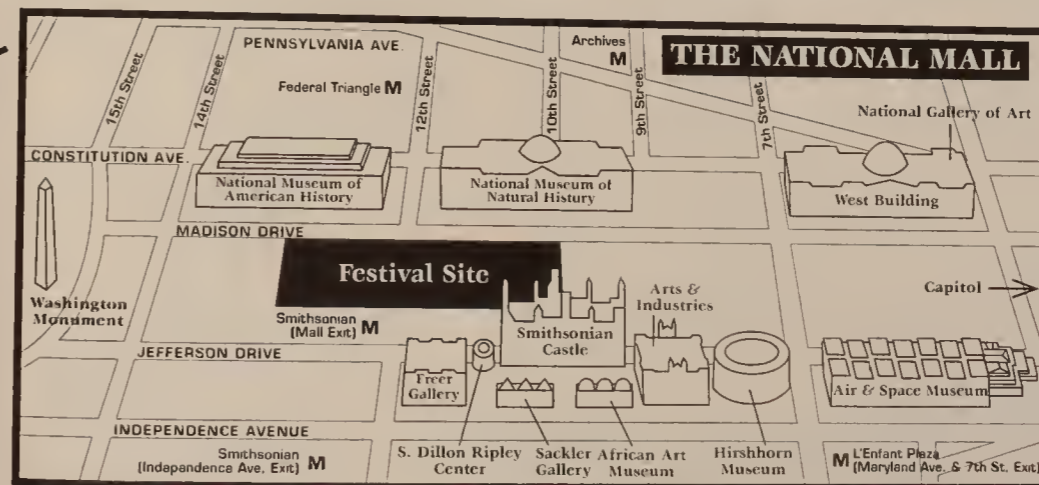 THE NATIONAL MALL
PENNSYLVANIA AVE.
Archives
M
Federal Triangle M
15th Street
14th Street
12th Street
10th Street
9th Street
7th Street
National Gallery of Art
CONSTITUTION AVE.
National Museum of
American History
National Museum of
Natural History
West Building
MADISON DRIVE
Festival Site
Washington
Monument
Smithsonian
(Mall Exit) M
Smithsonian
Castle
Arts &
Industries
Capitol
JEFFERSON DRIVE
Freer
Gallery
Air & Space Museum
INDEPENDENCE AVENUE
Smithsonian
(Independence Ave. Exit) M
S. Dillon Ripley
Center
Sackler
Gallery
African Art
Museum
Hirshhorn
Museum
M L'Enfant Plaza
(Maryland Ave. & 7th St. Exit)